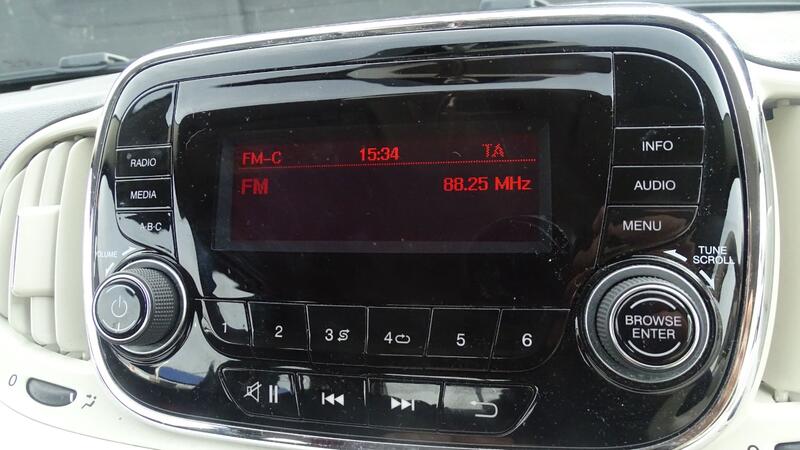 FM-C 15:34 TA
FM 88.25 MHz
RADIO
MEDIA
A·B·C
VOLUME
INFO
AUDIO
MENU
TUNE
SCROLL
BROWSE
ENTER
1 2 3 4 5 6
0